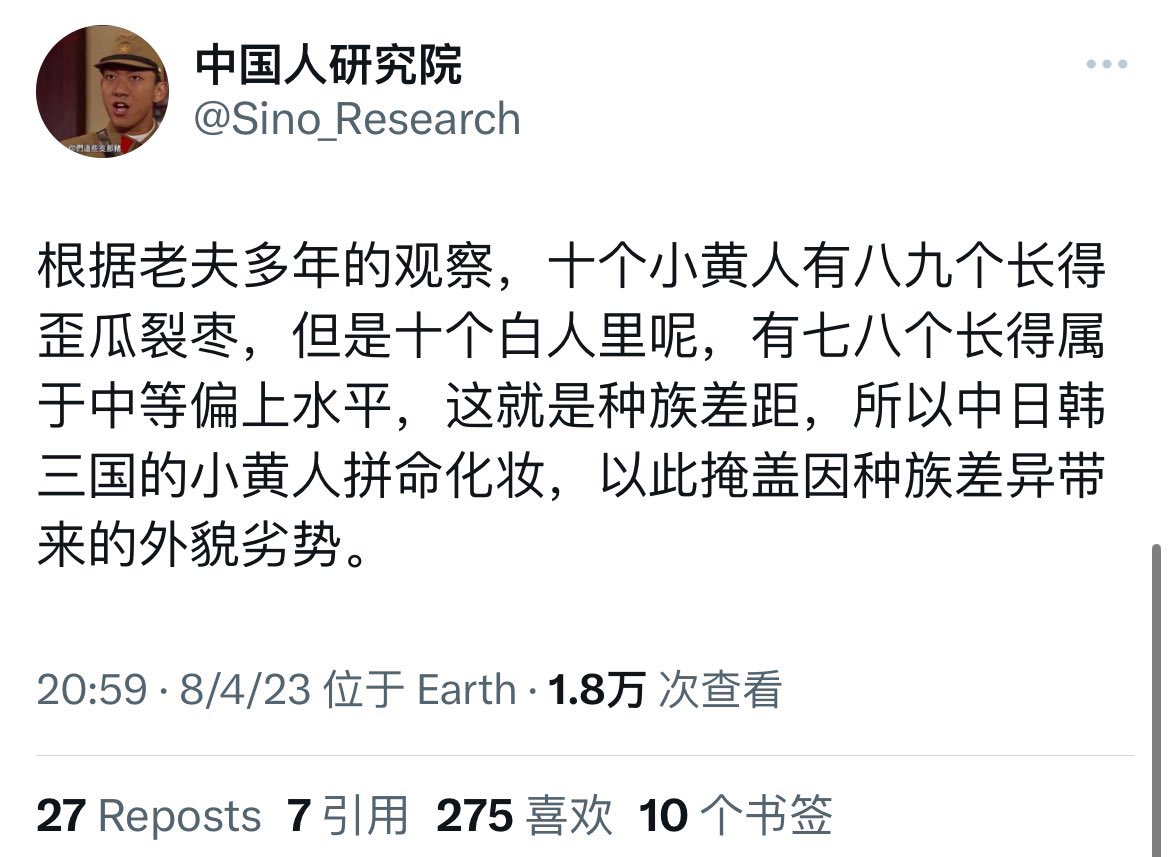 中国人研究院
@Sino_Research
根据老夫多年的观察，十个小黄人有八九个长得
歪瓜裂枣，但是十个白人里呢，有七八个长得属
于中等偏上水平，这就是种族差距，所以中日韩
三国的小黄人拼命化妆，以此掩盖因种族差异带
来的外貌劣势。
20:59 · 8/4/23 位于 Earth · 1.8万 次查看
27 Reposts 7 引用 275 喜欢 10 个书签